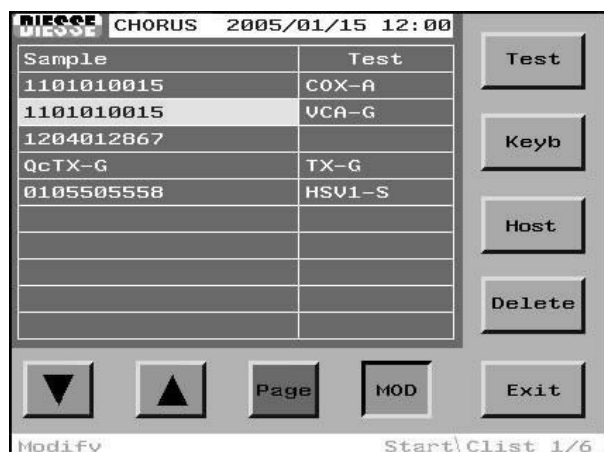 DIESSE CHORUS 2005/01/15 12:00
Sample Test
1101010015 COX-A
1101010015 VCA-G
1204012867
QcTX-G TX-G
0105505558 HSV1-S
Test
Keyb
Host
Delete
Page MOD Exit
Modify Start\Clist 1/6